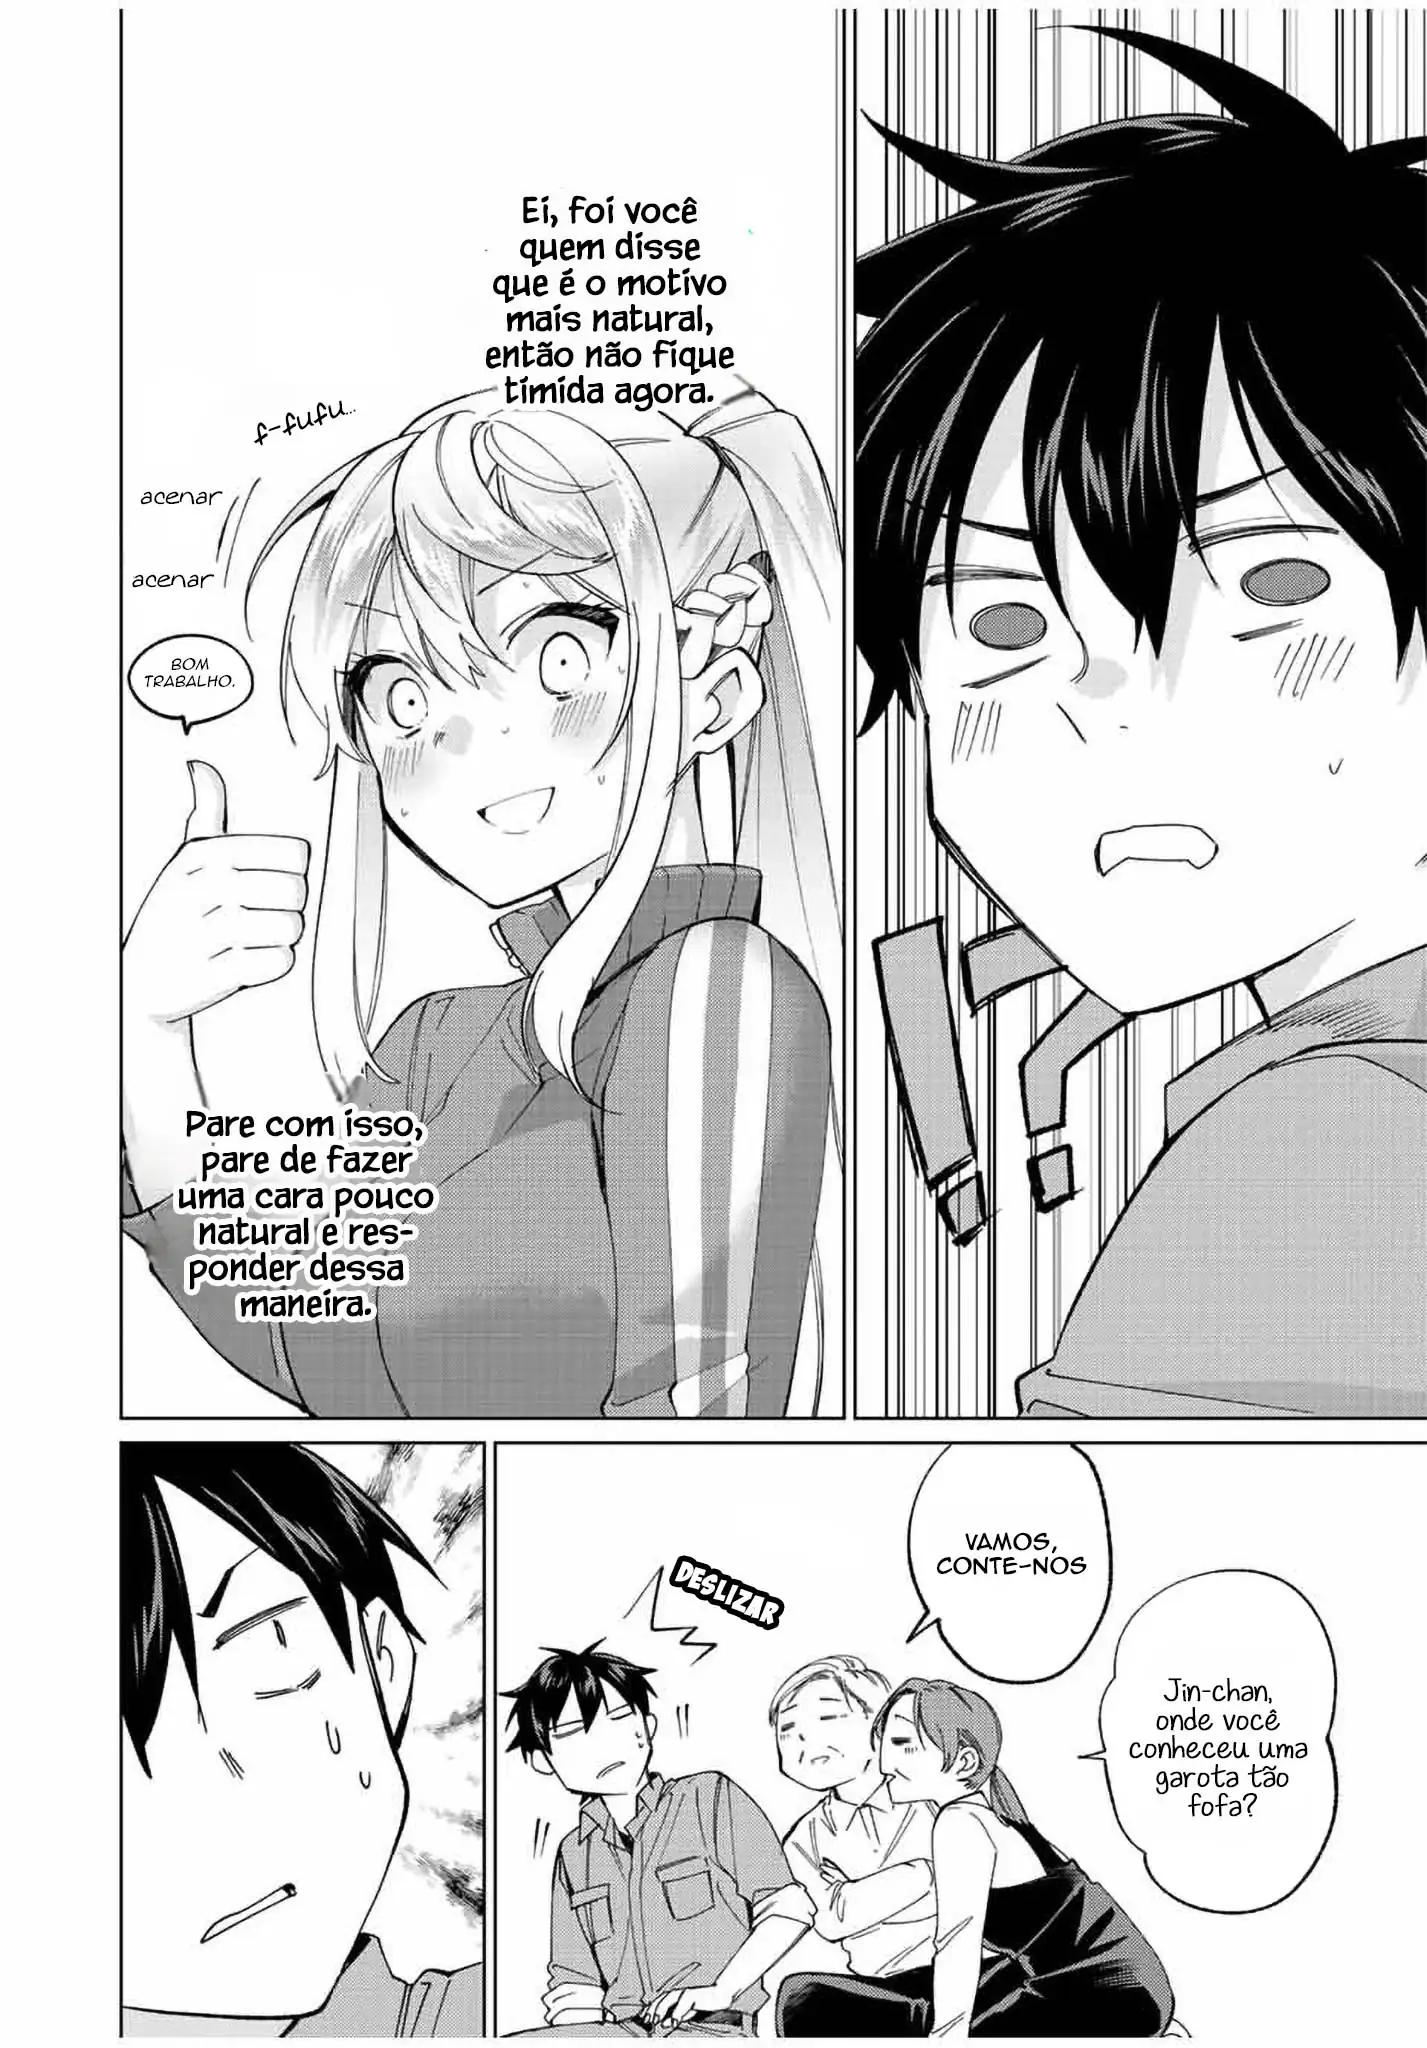 Ei, foi você
quem disse
que é o motivo
mais natural,
então não fique
tímida agora.
f-fufu...
acenar
acenar
BOM
TRABALHO.
Pare com isso,
pare de fazer
uma cara pouco
natural e res-
ponder dessa
maneira.
!?
VAMOS,
CONTE-NOS
Jin-chan,
onde você
conheceu uma
garota tão
fofa?
DESLIZAR